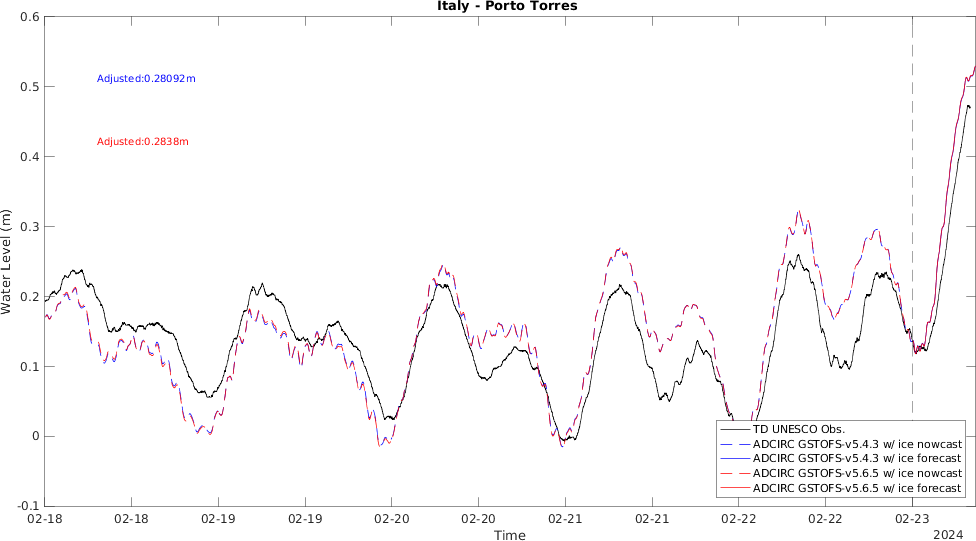 Italy - Porto Torres
0.6
0.5
0.4
0.3
0.2
0.1
0
-0.1
Water Level (m)
Adjusted:0.28092m
Adjusted:0.2838m
TD UNESCO Obs.
ADCIRC GSTOFS-v5.4.3 w/ ice nowcast
ADCIRC GSTOFS-v5.4.3 w/ ice forecast
ADCIRC GSTOFS-v5.6.5 w/ ice nowcast
ADCIRC GSTOFS-v5.6.5 w/ ice forecast
02-18 02-18 02-19 02-19 02-20 02-20 02-21 02-21 02-22 02-22 02-23
Time
2024